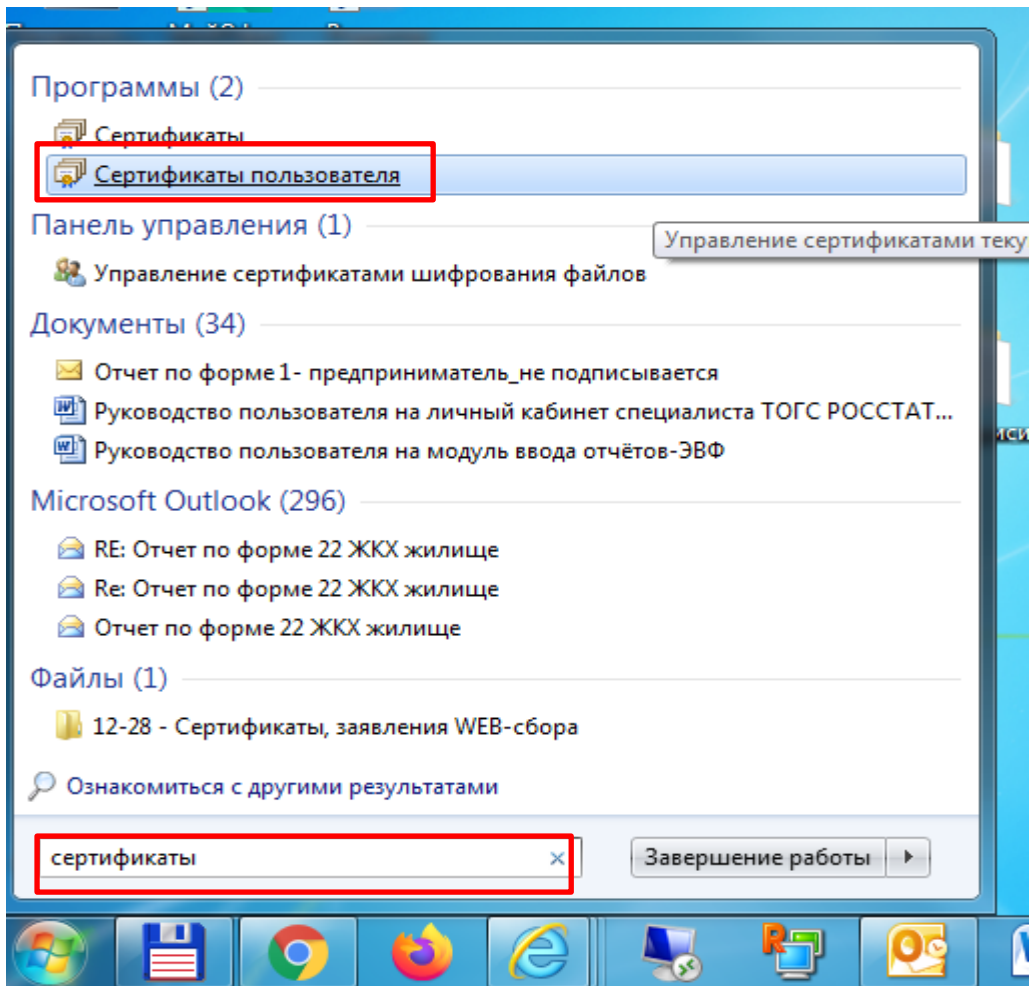 Программы (2)
Сертификаты
Сертификаты пользователя
Панель управления (1)
Управление сертификатами теку
Управление сертификатами шифрования файлов
Документы (34)
Отчет по форме 1- предприниматель_не подписывается
Руководство пользователя на личный кабинет специалиста ТОГС РОССТАТ...
Руководство пользователя на модуль ввода отчётов-ЭВФ
Microsoft Outlook (296)
RE: Отчет по форме 22 ЖКХ жилище
Re: Отчет по форме 22 ЖКХ жилище
Отчет по форме 22 ЖКХ жилище
Файлы (1)
12-28 - Сертификаты, заявления WEB-сбора
Ознакомиться с другими результатами
сертификаты
Завершение работы